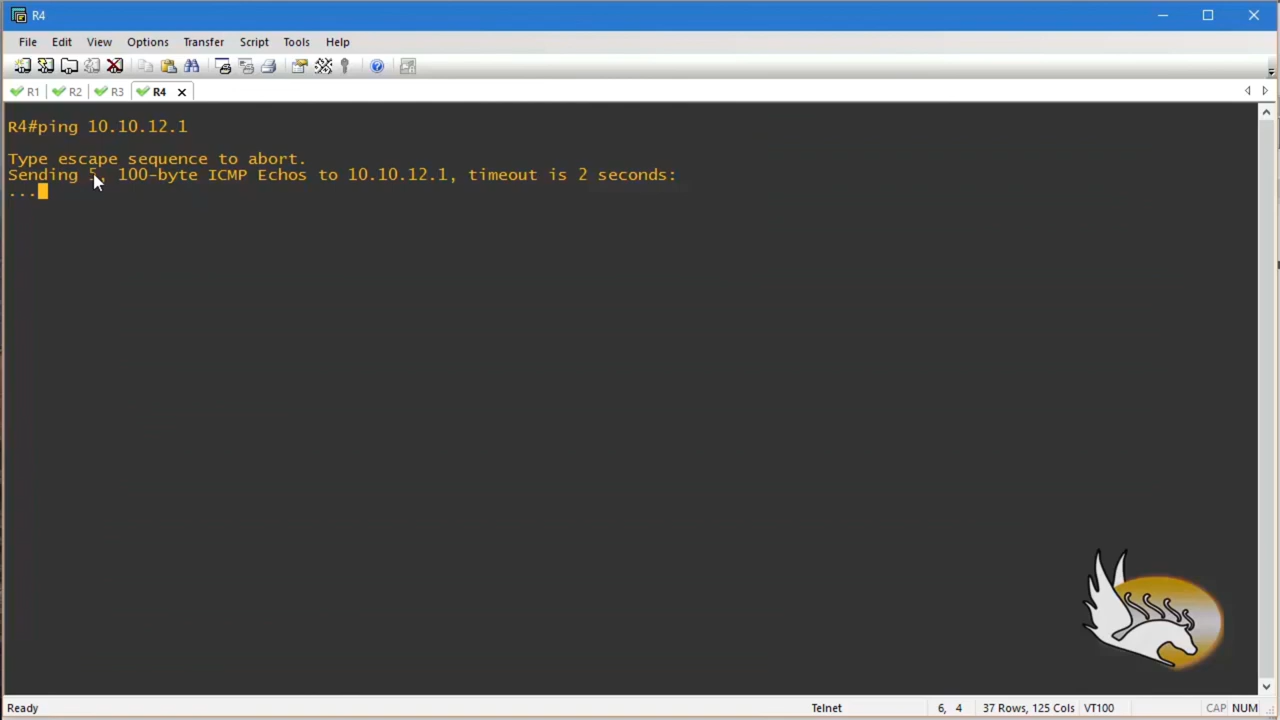 R4
File Edit View Options Transfer Script Tools Help
R1 R2 R3 R4
R4#ping 10.10.12.1
Type escape sequence to abort.
Sending 5, 100-byte ICMP Echos to 10.10.12.1, timeout is 2 seconds:
...
Ready Telnet 6, 4 37 Rows, 125 Cols VT100 CAP NUM